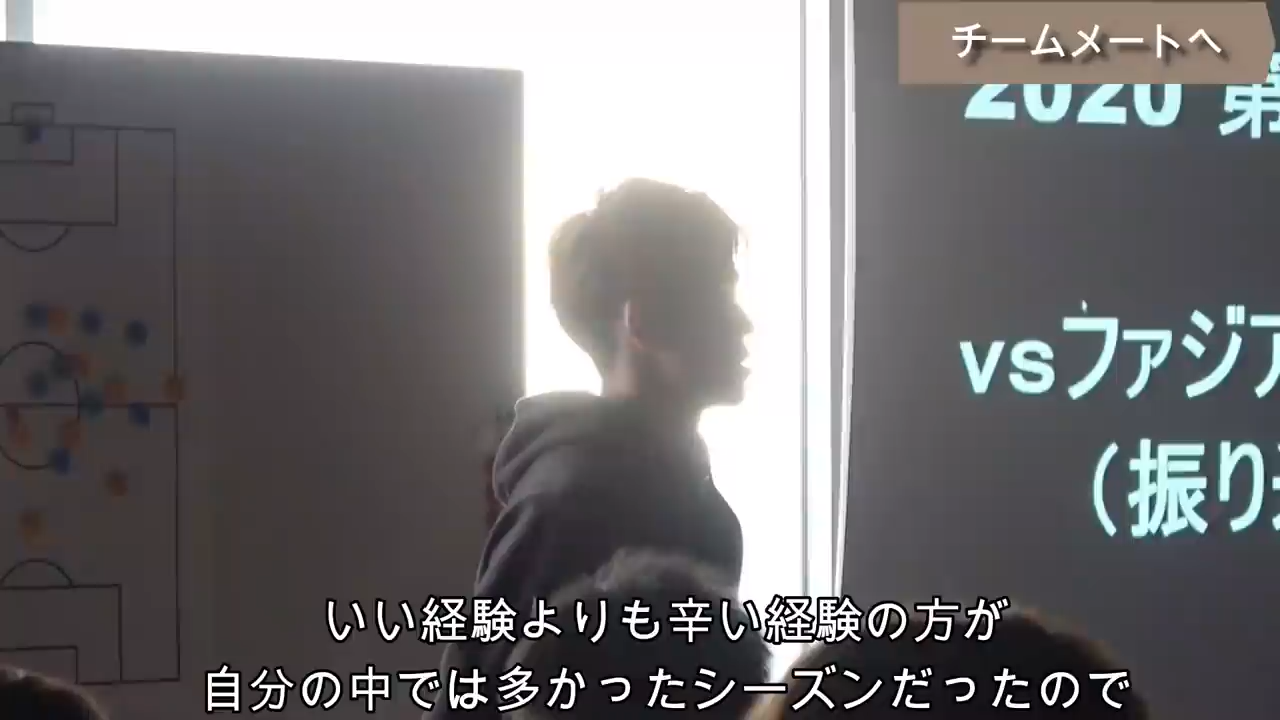 チームメートへ
2020 第
vsファジア
(振り
いい経験よりも辛い経験の方が
自分の中では多かったシーズンだったので